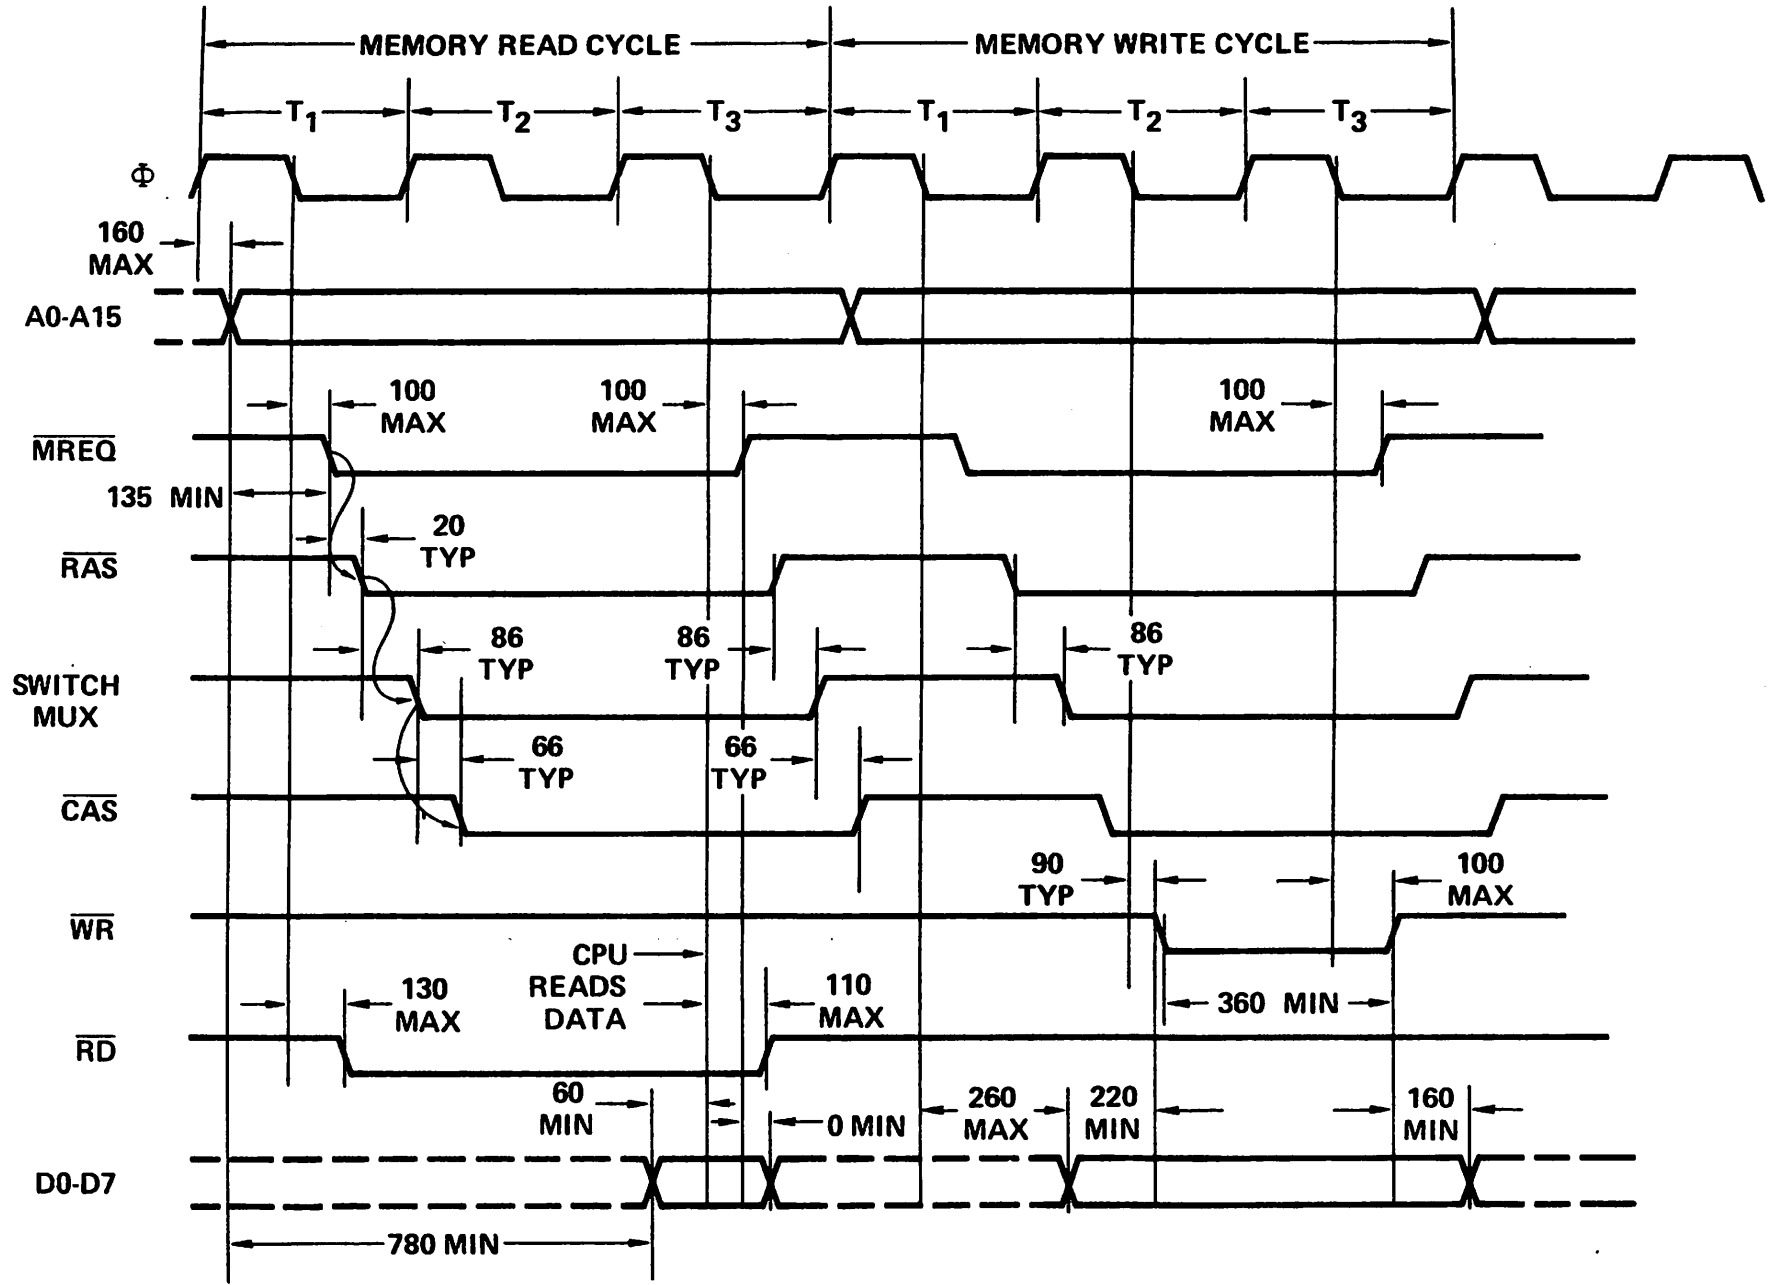 MEMORY READ CYCLE
MEMORY WRITE CYCLE
T1
T2
T3
T1
T2
T3
Φ
160
MAX
A0-A15
100
MAX
100
MAX
100
MAX
MREQ
135 MIN
20
TYP
RAS
86
TYP
86
TYP
86
TYP
SWITCH
MUX
66
TYP
66
TYP
CAS
90
TYP
100
MAX
WR
CPU
READS
DATA
130
MAX
110
MAX
360 MIN
RD
60
MIN
0 MIN
260
MAX
220
MIN
160
MIN
D0-D7
780 MIN